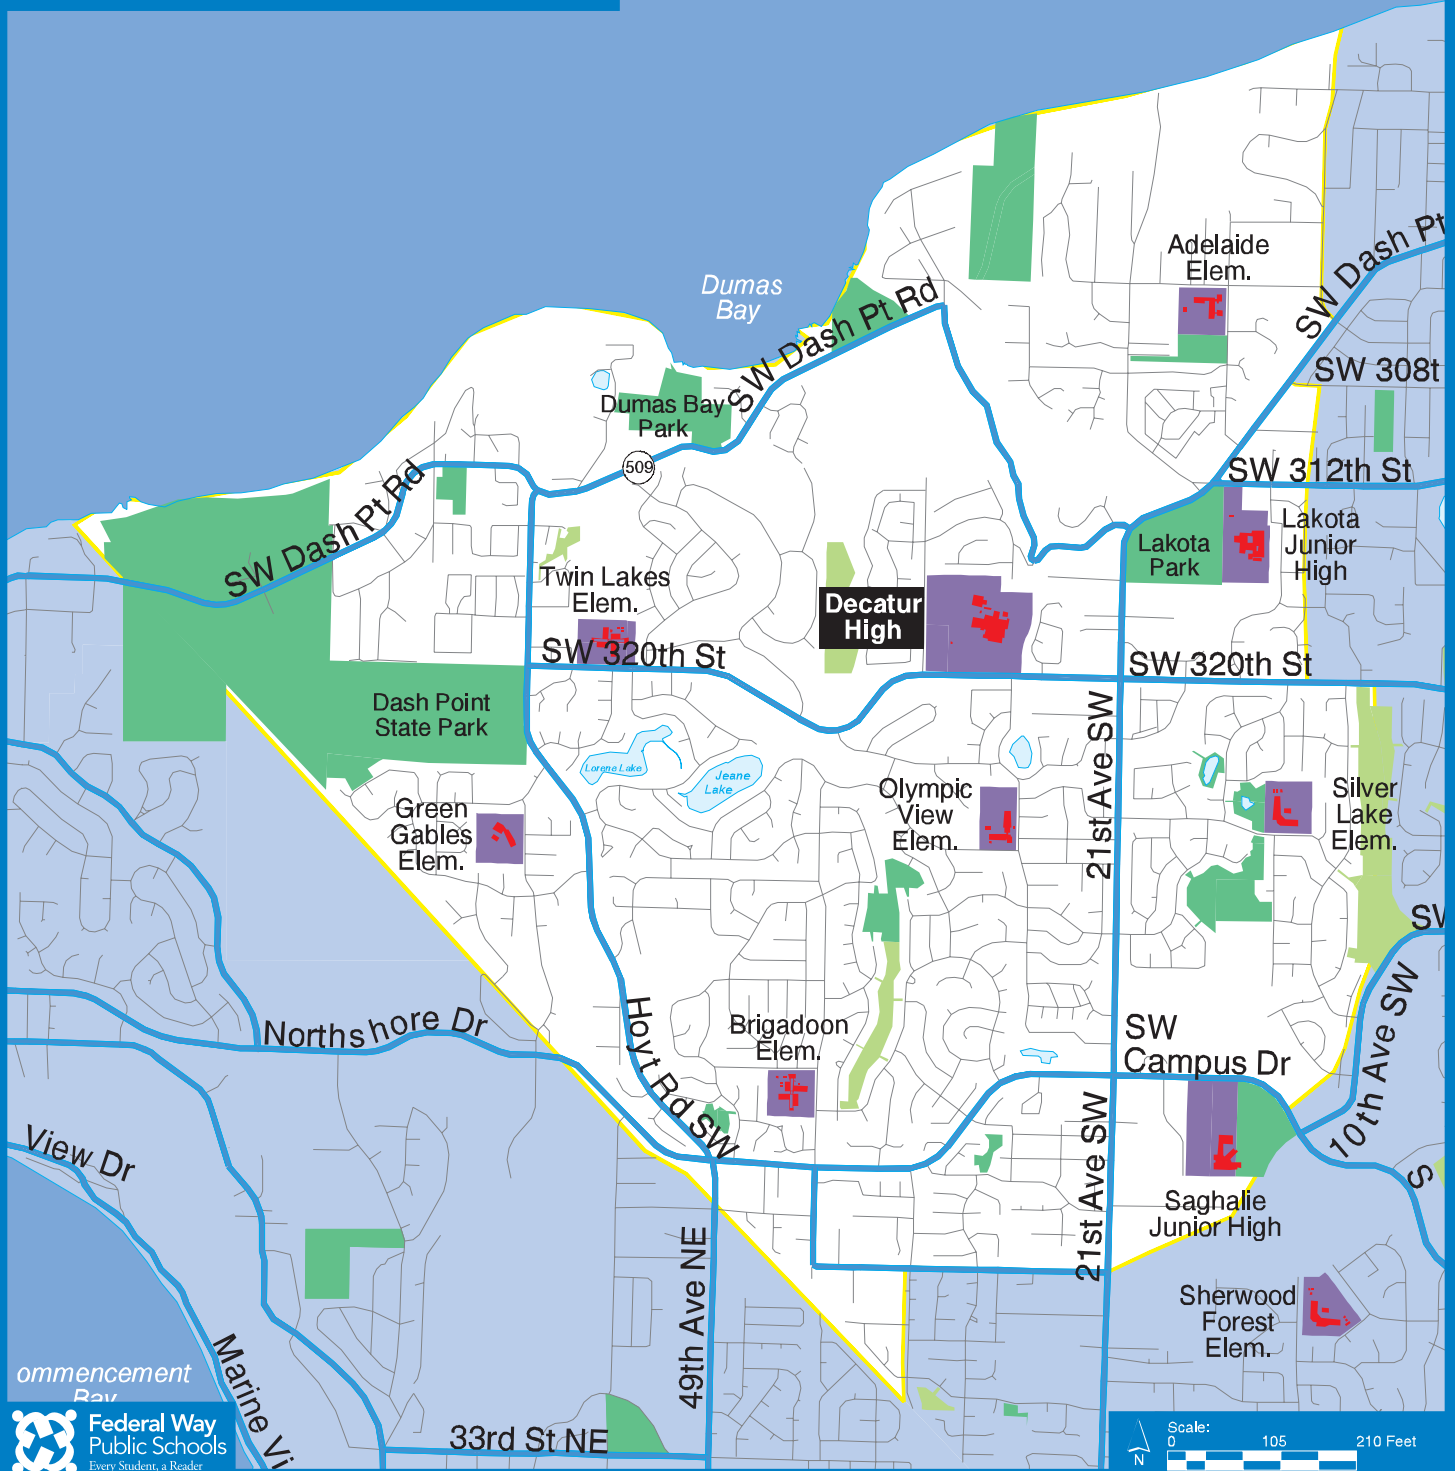 Adelaide
Elem.
SW Dash Pt
Dumas
Bay
SW Dash Pt Rd
SW 308t
Dumas Bay
Park
509
SW 312th St
SW Dash Pt Rd
Lakota
Junior
High
Lakota
Park
Twin Lakes
Elem.
Decatur
High
SW 320th St
SW 320th St
Dash Point
State Park
21st Ave SW
Lorene Lake
Jeane
Lake
Olympic
View
Elem.
Silver
Lake
Elem.
Green
Gables
Elem.
SW
10th Ave SW
Northshore Dr
Hoyt Rd SW
Brigadoon
Elem.
SW
Campus Dr
21st Ave SW
View Dr
S
Saghalie
Junior High
49th Ave NE
Sherwood
Forest
Elem.
Marine Vi
ommencement
Bay
33rd St NE
Federal Way
Public Schools
Every Student, a Reader
N
Scale:
0 105 210 Feet